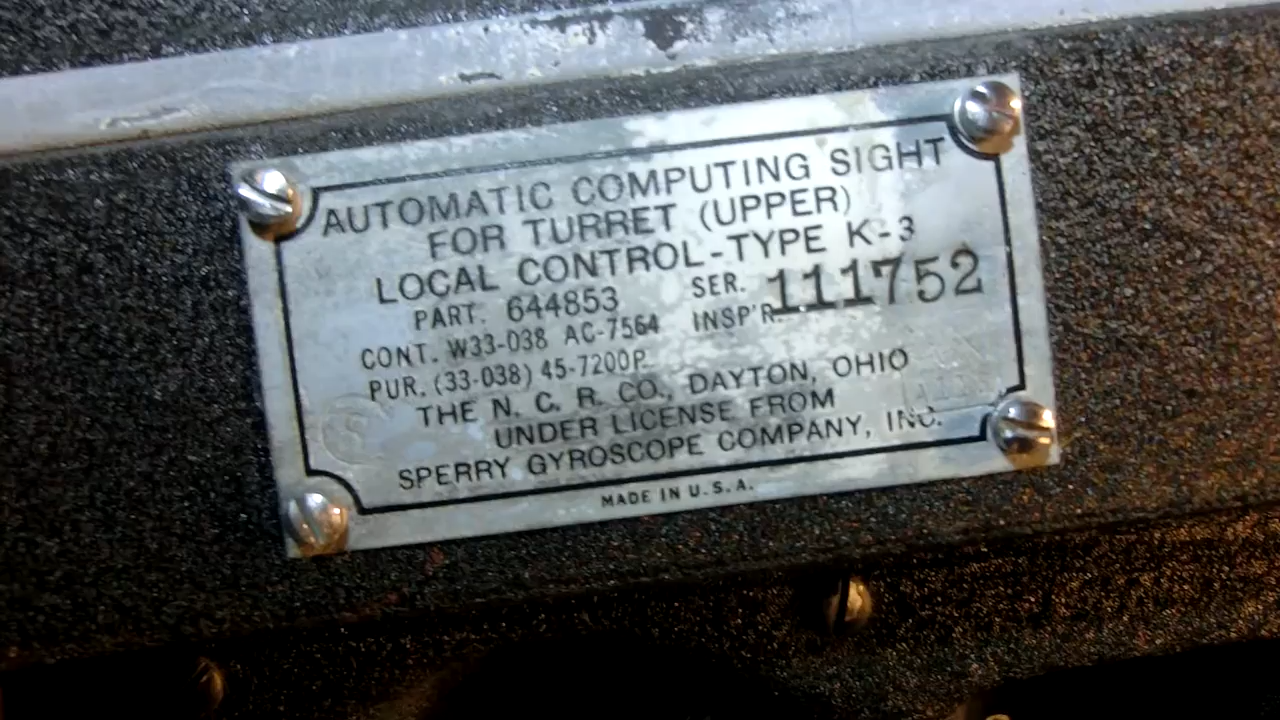 AUTOMATIC COMPUTING SIGHT
FOR TURRET (UPPER)
LOCAL CONTROL-TYPE K-3
PART. 644853 SER. 111752
CONT. W33-038 AC-7564 INSP'R.
PUR. (33-038) 45-7200P
THE N. C. R. CO., DAYTON, OHIO
UNDER LICENSE FROM
SPERRY GYROSCOPE COMPANY, INC.
MADE IN U.S.A.